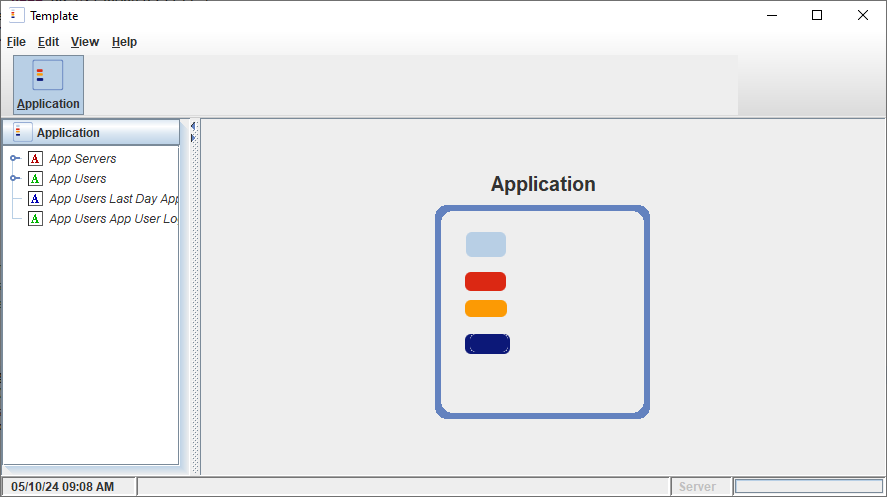 Template
File Edit View Help
Application
Application
A App Servers
A App Users
A App Users Last Day App
A App Users App User Lo
Application
05/10/24 09:08 AM
Server